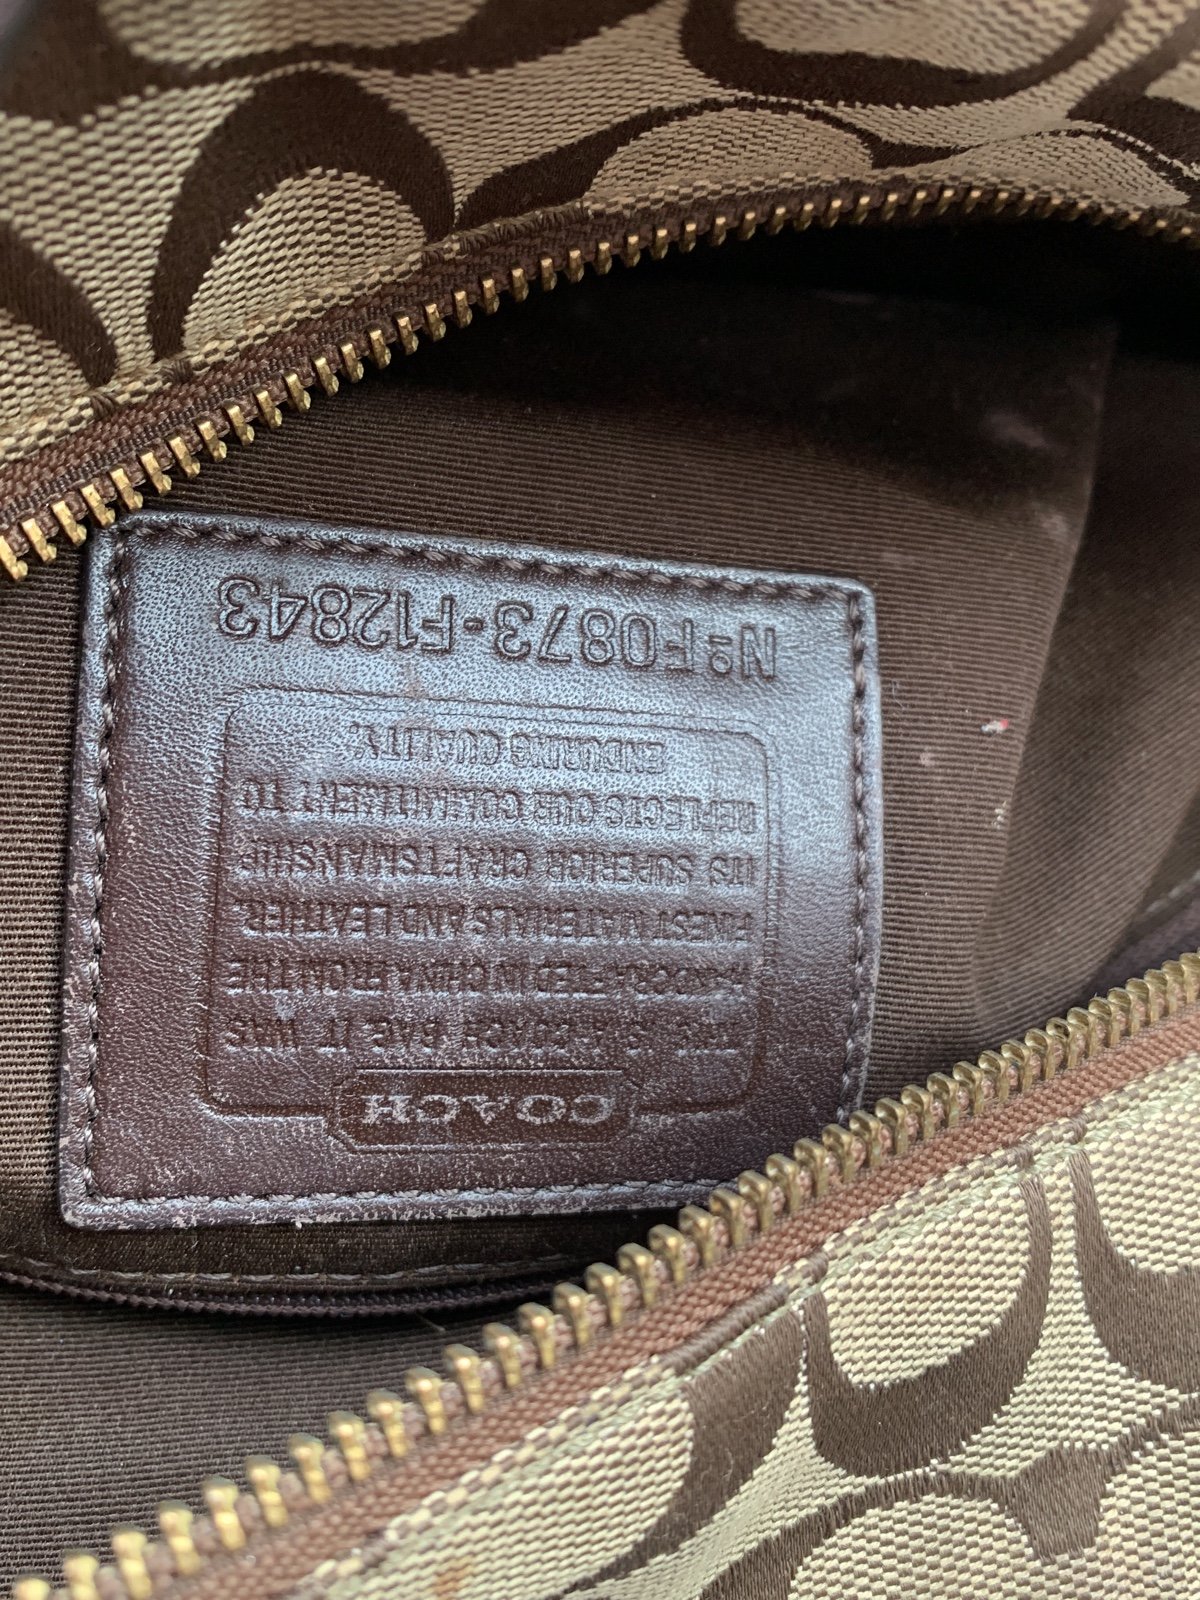 COACH
THIS IS A COACH BAG. IT WAS
HANDCRAFTED IN CHINA FROM THE
FINEST MATERIALS AND LEATHER.
ITS SUPERIOR CRAFTSMANSHIP
REFLECTS OUR COMMITMENT TO
ENDURING QUALITY.
Nº F0873-F12843